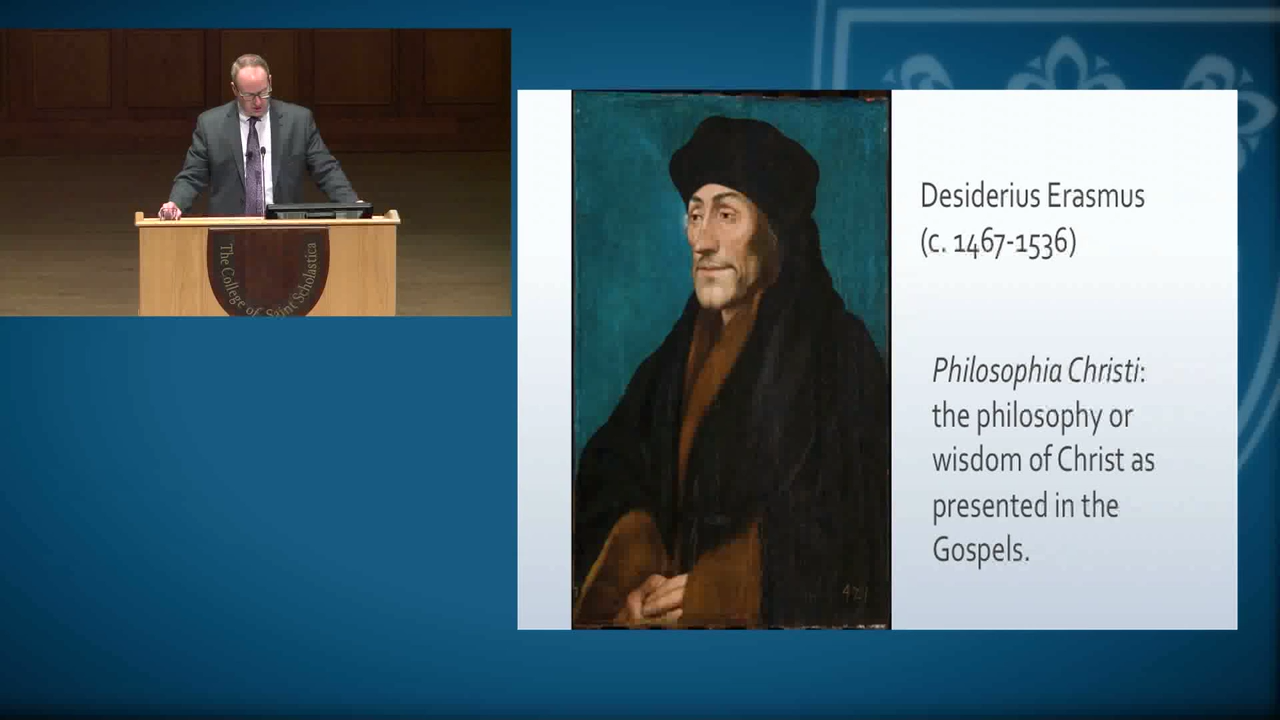 The College of Saint Scholastica
Desiderius Erasmus
(c. 1467-1536)
Philosophia Christi:
the philosophy or
wisdom of Christ as
presented in the
Gospels.